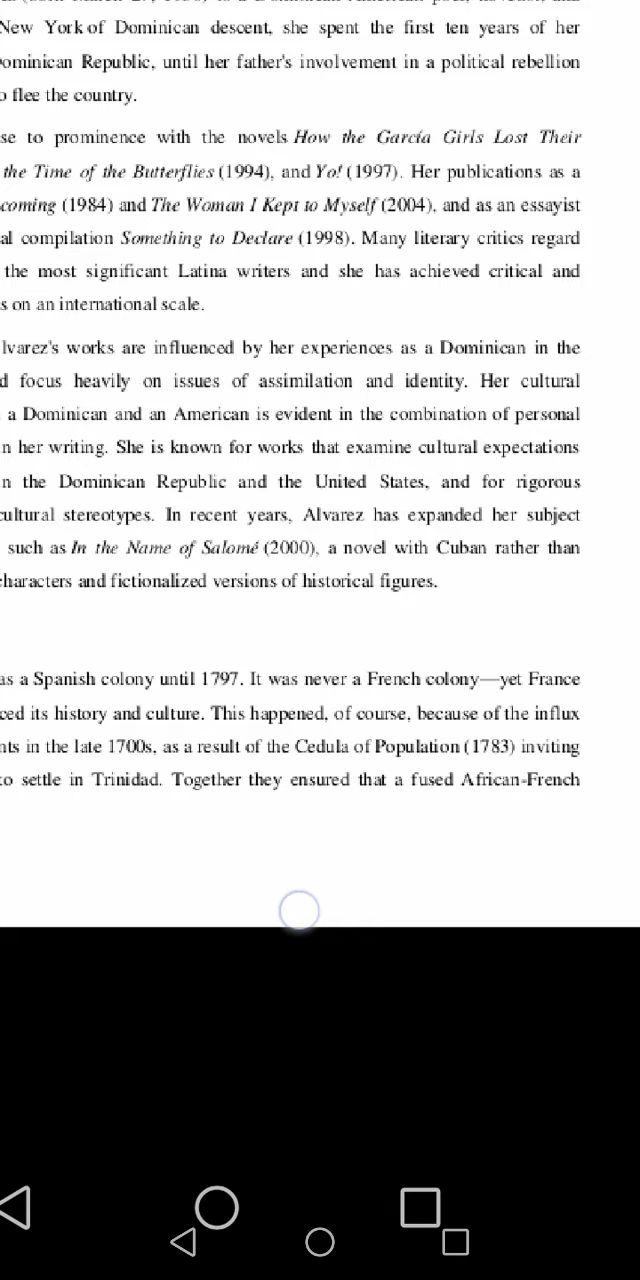 New York of Dominican descent, she spent the first ten years of her
ominican Republic, until her father's involvement in a political rebellion
o flee the country.
se to prominence with the novels How the García Girls Lost Their
the Time of the Butterflies (1994), and Yo! (1997). Her publications as a
coming (1984) and The Woman I Kept to Myself (2004), and as an essayist
al compilation Something to Declare (1998). Many literary critics regard
the most significant Latina writers and she has achieved critical and
s on an international scale.
lvarez's works are influenced by her experiences as a Dominican in the
d focus heavily on issues of assimilation and identity. Her cultural
a Dominican and an American is evident in the combination of personal
n her writing. She is known for works that examine cultural expectations
n the Dominican Republic and the United States, and for rigorous
cultural stereotypes. In recent years, Alvarez has expanded her subject
such as In the Name of Salomé (2000), a novel with Cuban rather than
characters and fictionalized versions of historical figures.
as a Spanish colony until 1797. It was never a French colony—yet France
ced its history and culture. This happened, of course, because of the influx
nts in the late 1700s, as a result of the Cedula of Population (1783) inviting
to settle in Trinidad. Together they ensured that a fused African-French